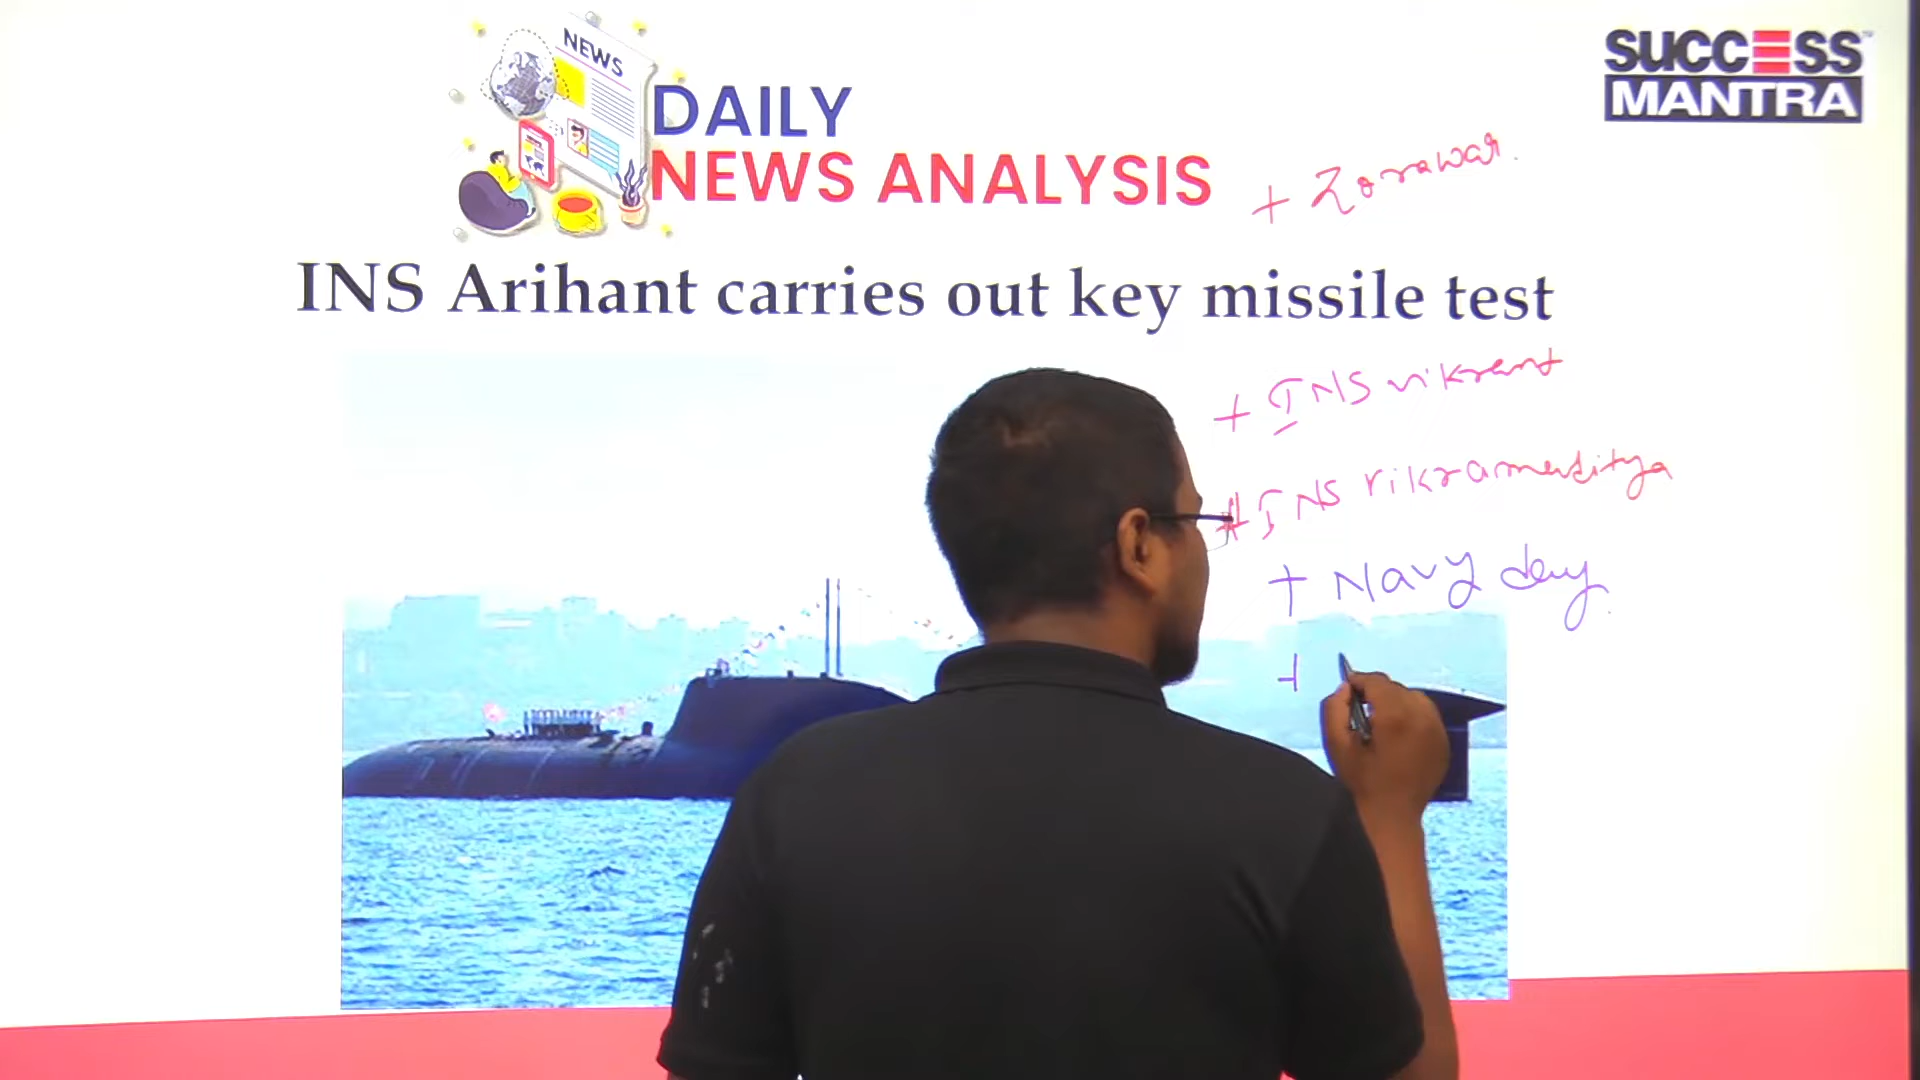 NEWS
DAILY
NEWS ANALYSIS
SUCCESS
MANTRA
+ Zorawar.
INS Arihant carries out key missile test
+ INS vikrant
+ INS vikramaditya
+ Navy day
+